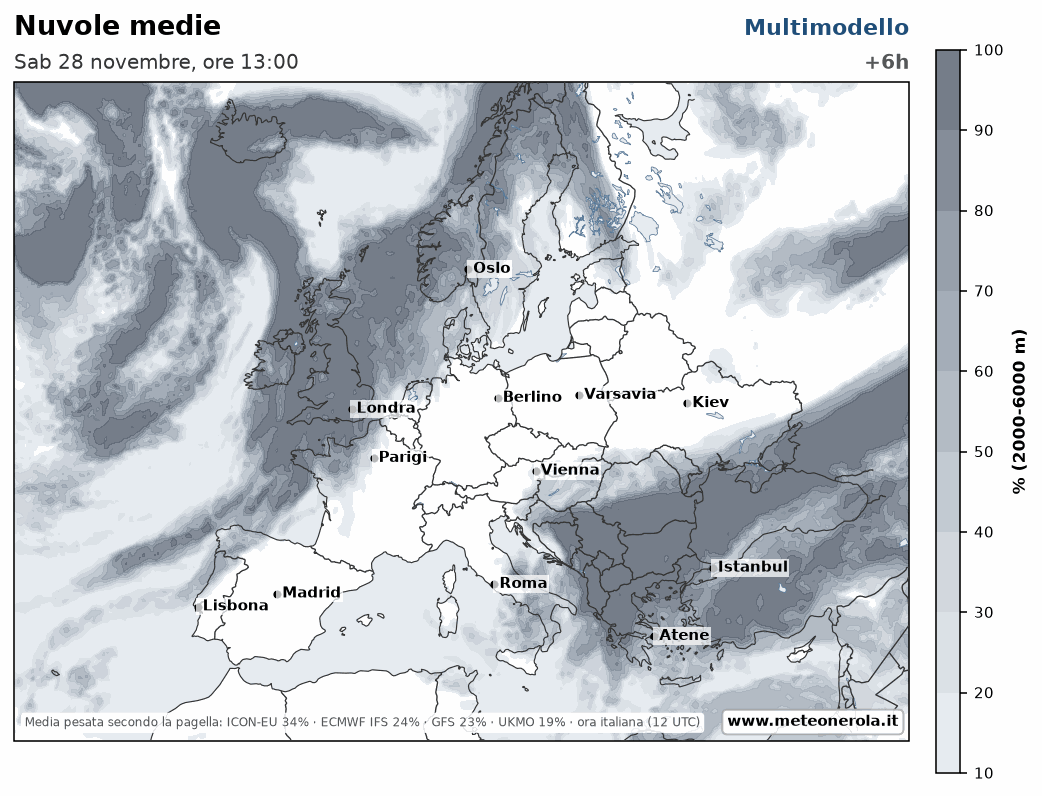 Nuvole medie
Multimodello
Sab 28 novembre, ore 13:00
+6h
100
90
80
70
60
50
40
30
20
10
% (2000-6000 m)
Oslo
Londra
Berlino
Varsavia
Kiev
Parigi
Vienna
Istanbul
Roma
Madrid
Lisbona
Atene
Media pesata secondo la pagella: ICON-EU 34% · ECMWF IFS 24% · GFS 23% · UKMO 19% · ora italiana (12 UTC)
www.meteonerola.it